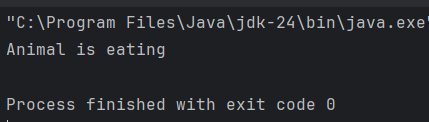 "C:\Program Files\Java\jdk-24\bin\java.exe"
Animal is eating
Process finished with exit code 0